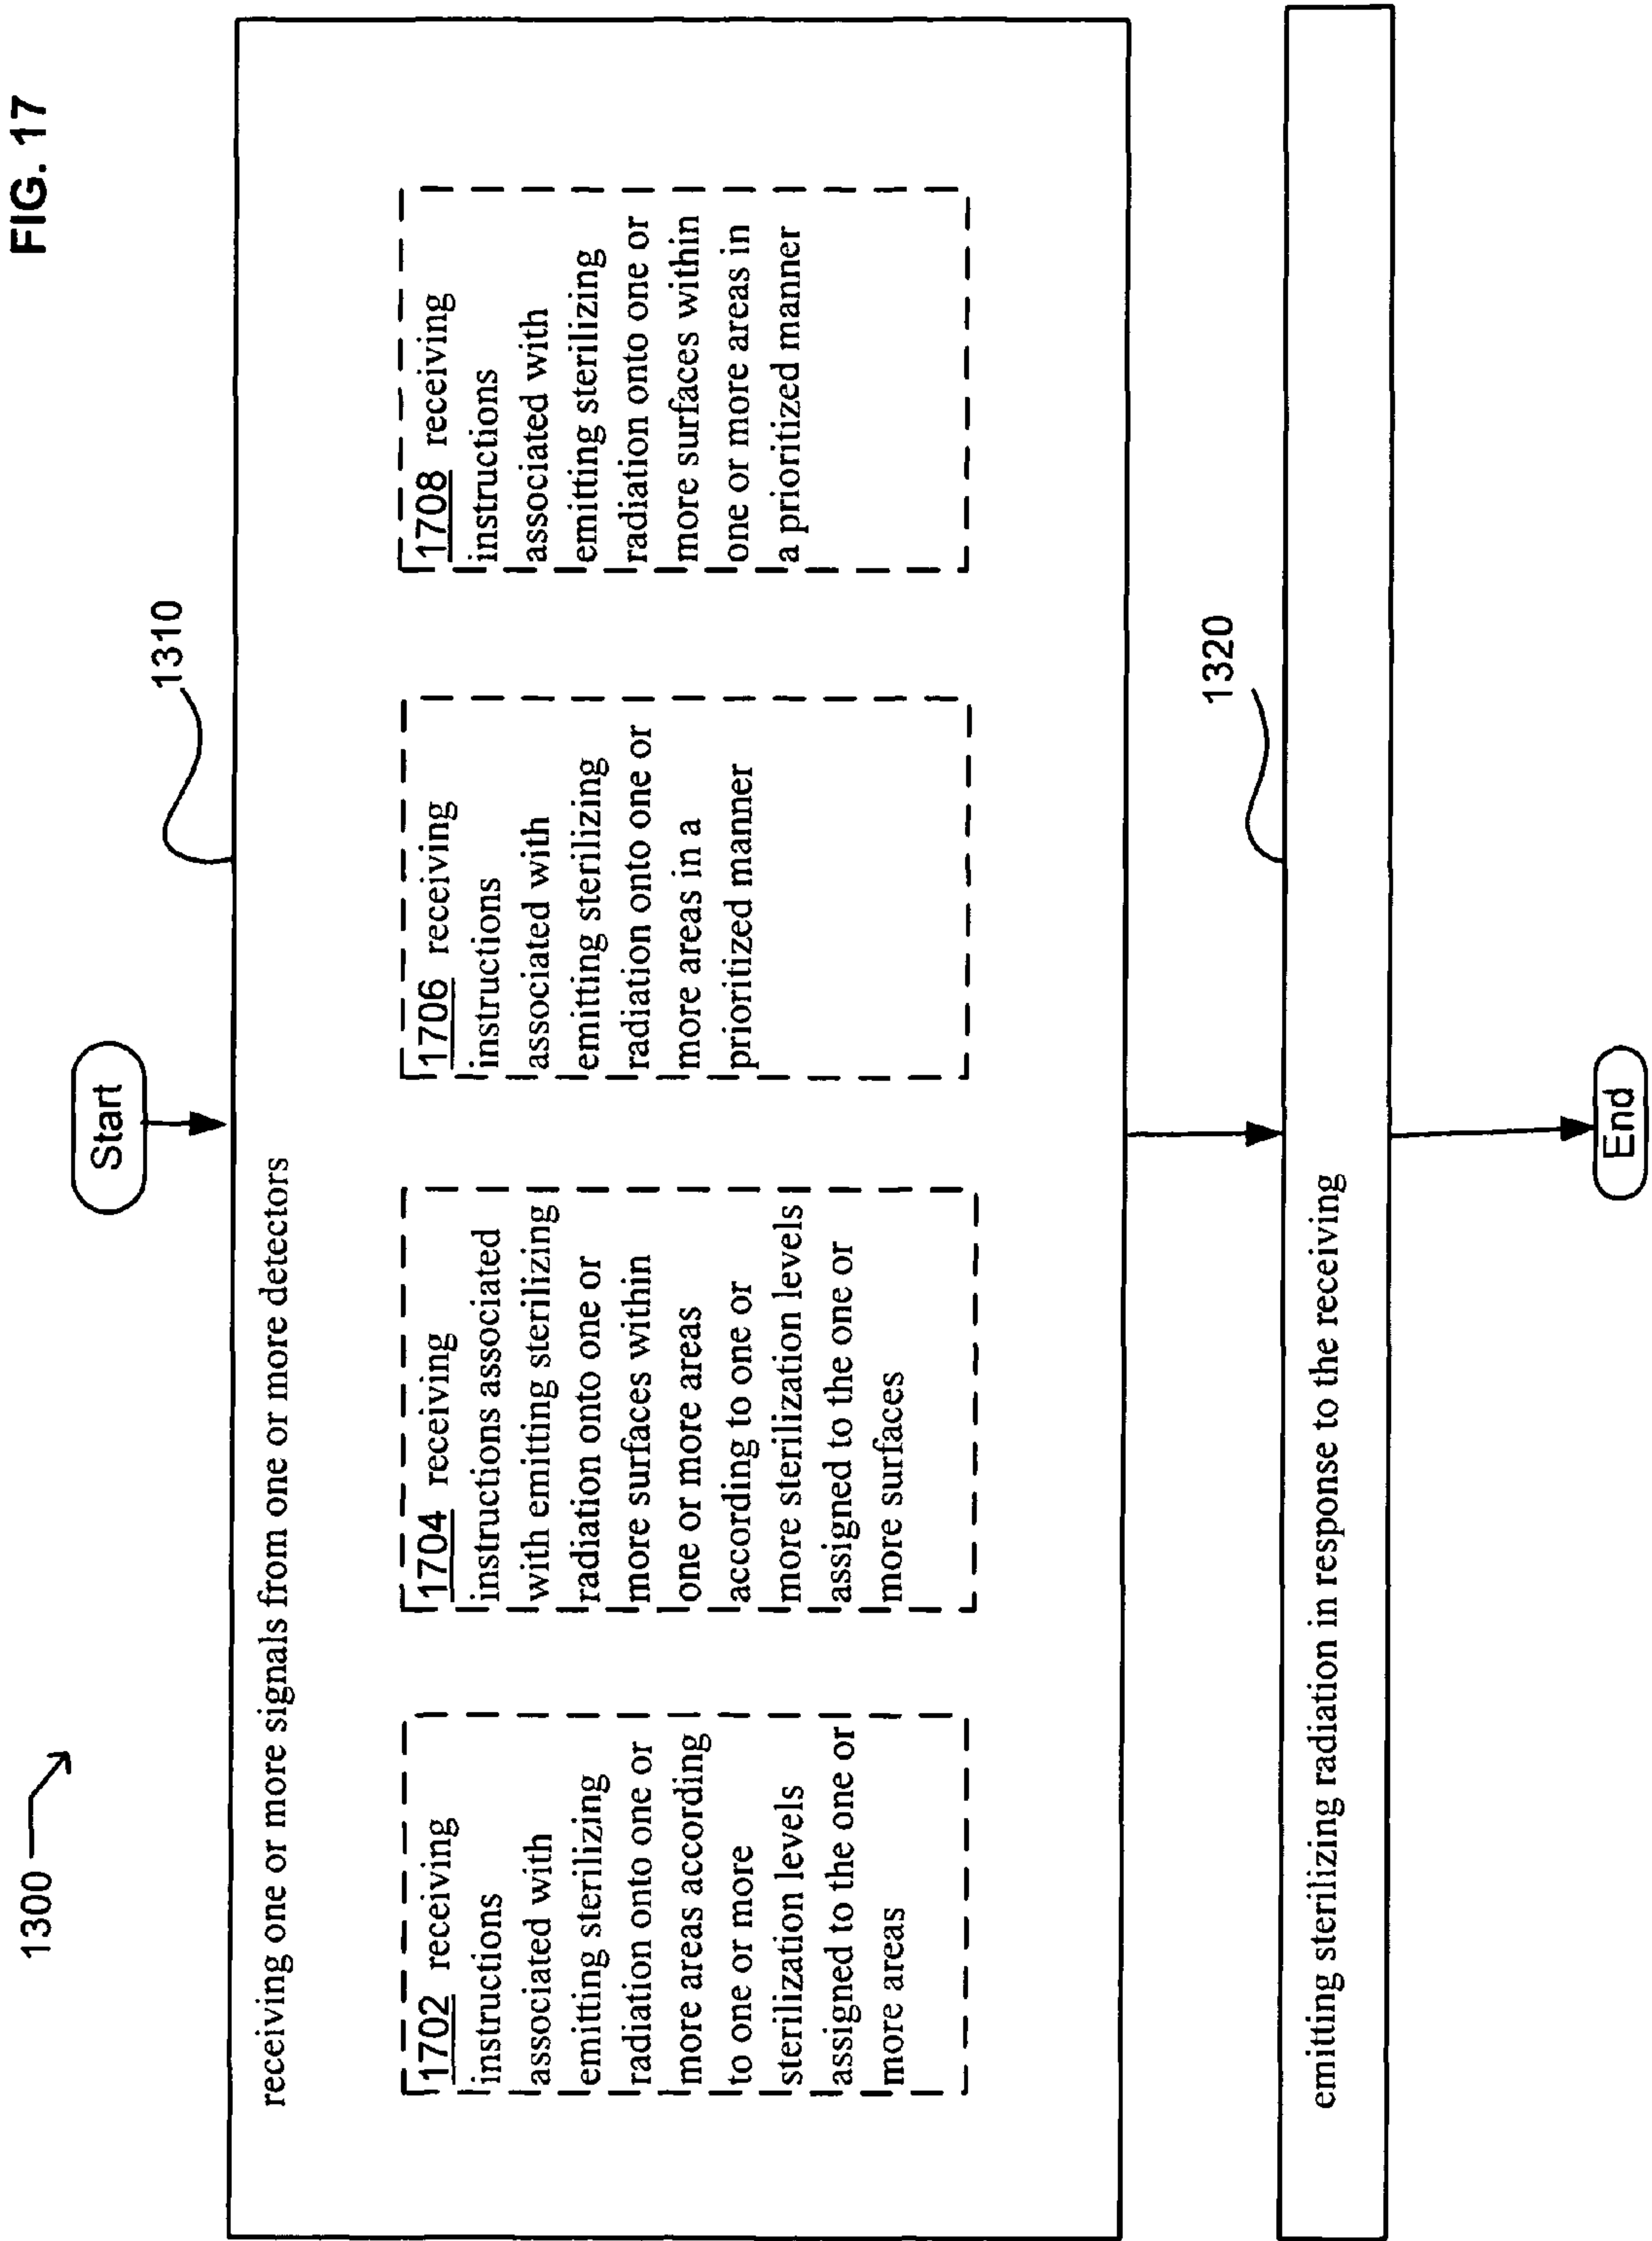 FIG. 17
1300
Start
1310
receiving one or more signals from one or more detectors
1702 receiving
instructions
associated with
emitting sterilizing
radiation onto one or
more areas according
to one or more
sterilization levels
assigned to the one or
more areas
1704 receiving
instructions associated
with emitting sterilizing
radiation onto one or
more surfaces within
one or more areas
according to one or
more sterilization levels
assigned to the one or
more surfaces
1706 receiving
instructions
associated with
emitting sterilizing
radiation onto one or
more areas in a
prioritized manner
1708 receiving
instructions
associated with
emitting sterilizing
radiation onto one or
more surfaces within
one or more areas in
a prioritized manner
1320
emitting sterilizing radiation in response to the receiving
End